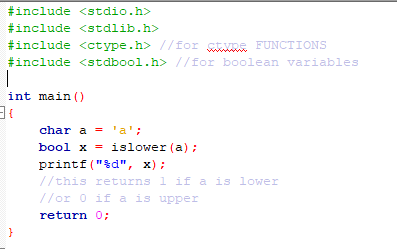 #include <stdio.h>
#include <stdlib.h>
#include <ctype.h> //for ctype FUNCTIONS
#include <stdbool.h> //for boolean variables
int main()
{
    char a = 'a';
    bool x = islower(a);
    printf("%d", x);
    //this returns 1 if a is lower
    //or 0 if a is upper
    return 0;
}